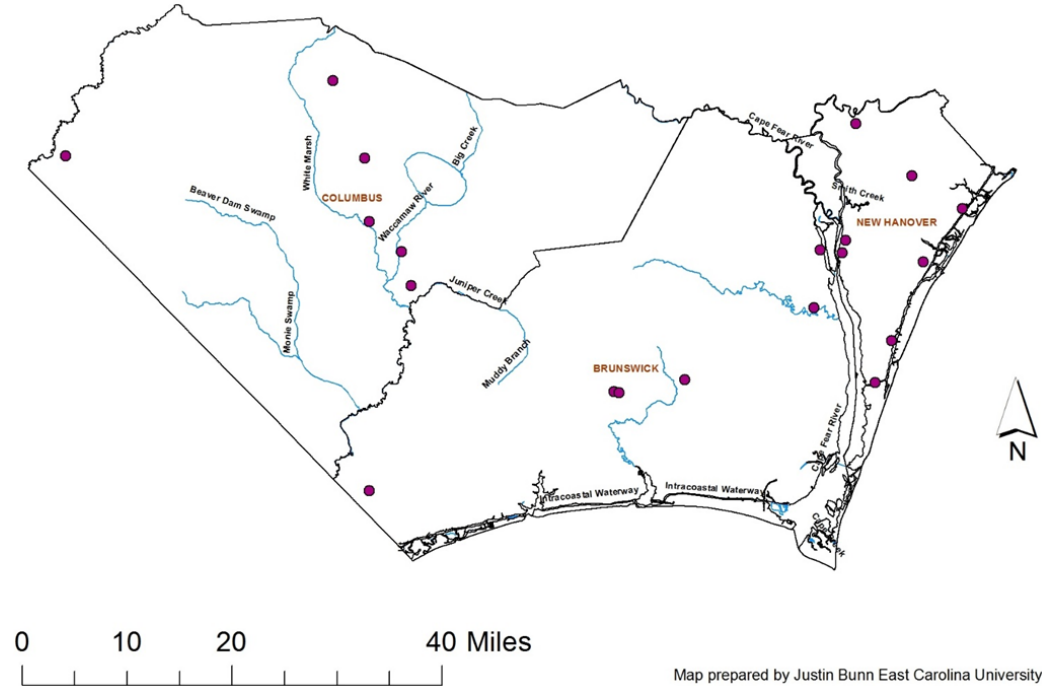 Cape Fear River
Big Creek
White Marsh
Smith Creek
Beaver Dam Swamp
COLUMBUS
Waccamaw River
NEW HANOVER
Juniper Creek
Monie Swamp
Muddy Branch
BRUNSWICK
Fear River
Intracoastal Waterway
Intracoastal Waterway
N
0 10 20 40 Miles
Map prepared by Justin Bunn East Carolina University